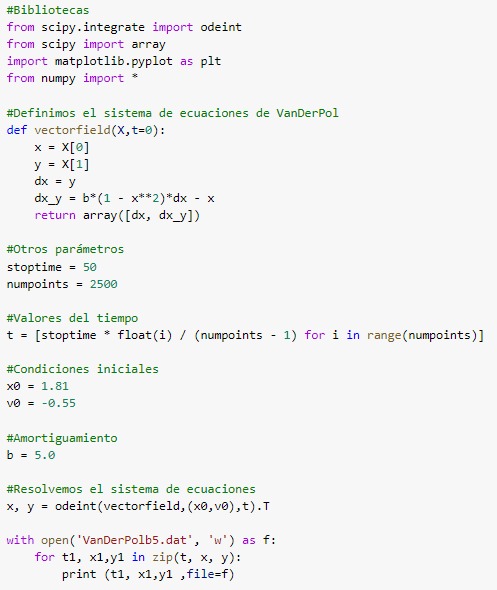 #Bibliotecas
from scipy.integrate import odeint
from scipy import array
import matplotlib.pyplot as plt
from numpy import *

#Definimos el sistema de ecuaciones de VanDerPol
def vectorfield(X,t=0):
    x = X[0]
    y = X[1]
    dx = y
    dx_y = b*(1 - x**2)*dx - x
    return array([dx, dx_y])

#Otros parámetros
stoptime = 50
numpoints = 2500

#Valores del tiempo
t = [stoptime * float(i) / (numpoints - 1) for i in range(numpoints)]

#Condiciones iniciales
x0 = 1.81
v0 = -0.55

#Amortiguamiento
b = 5.0

#Resolvemos el sistema de ecuaciones
x, y = odeint(vectorfield,(x0,v0),t).T

with open('VanDerPolb5.dat', 'w') as f:
    for t1, x1,y1 in zip(t, x, y):
        print (t1, x1,y1 ,file=f)